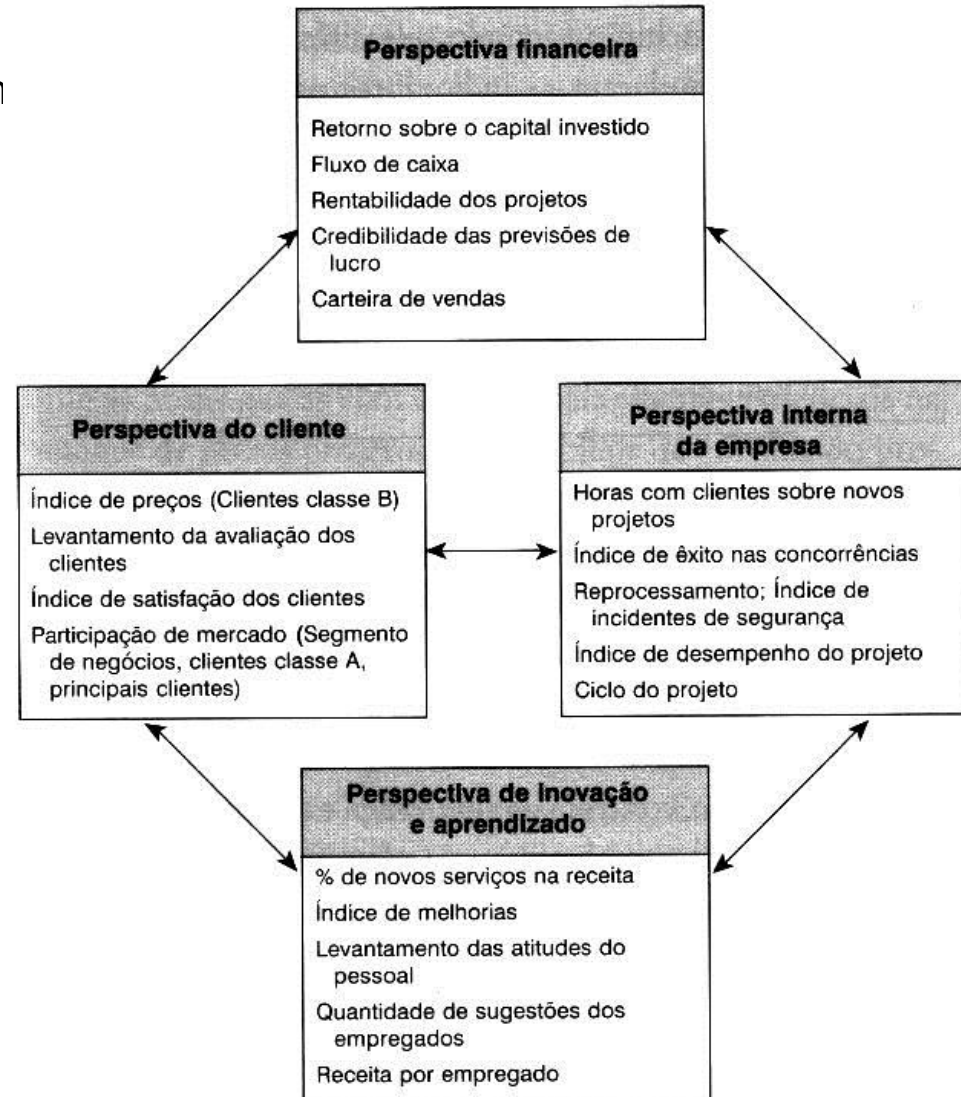 Perspectiva financeira
Retorno sobre o capital investido
Fluxo de caixa
Rentabilidade dos projetos
Credibilidade das previsões de
lucro
Carteira de vendas
Perspectiva do cliente
Índice de preços (Clientes classe B)
Levantamento da avaliação dos
clientes
Índice de satisfação dos clientes
Participação de mercado (Segmento
de negócios, clientes classe A,
principais clientes)
Perspectiva interna
da empresa
Horas com clientes sobre novos
projetos
Índice de êxito nas concorrências
Reprocessamento; Índice de
incidentes de segurança
Índice de desempenho do projeto
Ciclo do projeto
Perspectiva de inovação
e aprendizado
% de novos serviços na receita
Índice de melhorias
Levantamento das atitudes do
pessoal
Quantidade de sugestões dos
empregados
Receita por empregado